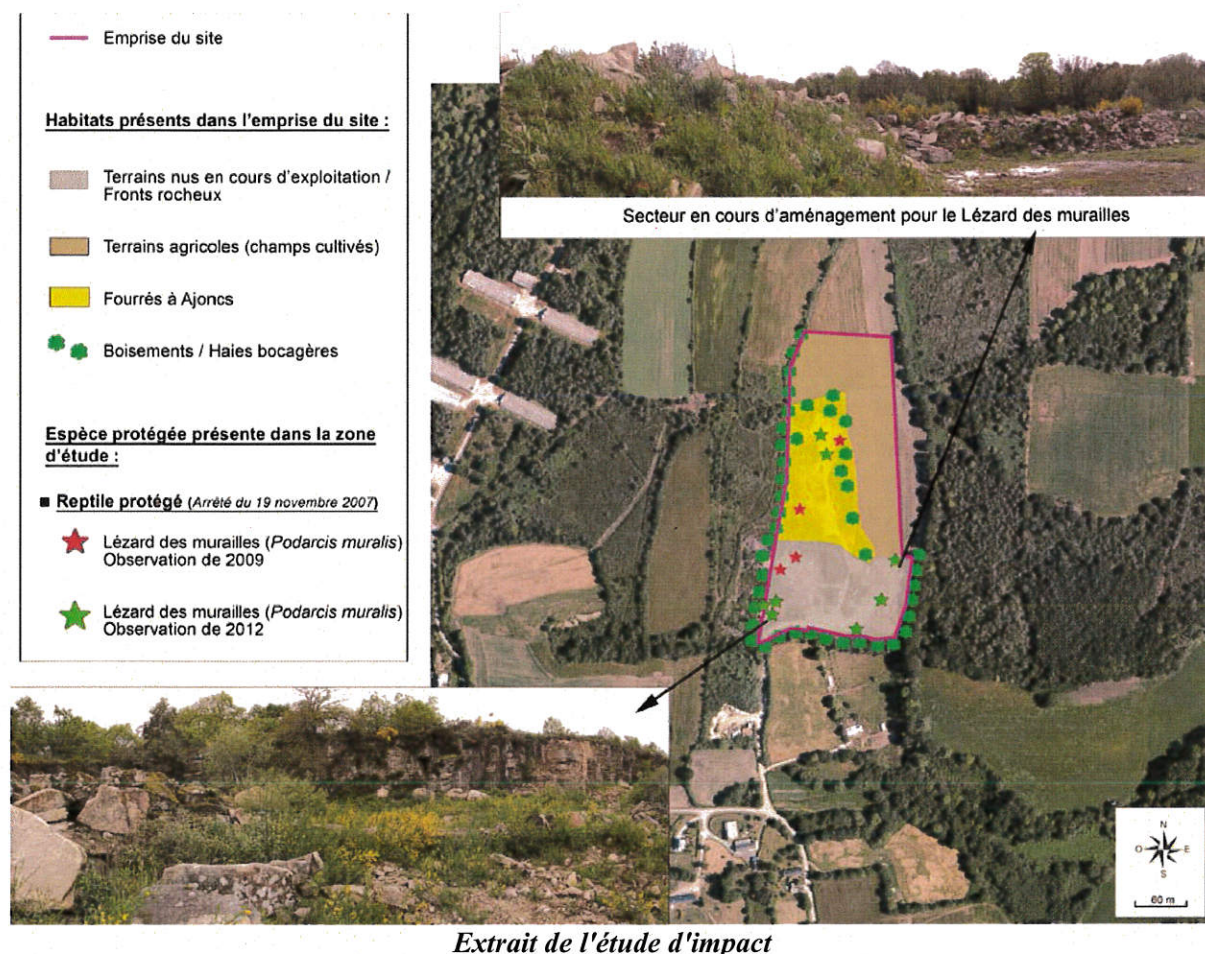 Emprise du site
Habitats présents dans l'emprise du site :
Terrains nus en cours d'exploitation /
Fronts rocheux
Terrains agricoles (champs cultivés)
Fourrés à Ajoncs
Boisements / Haies bocagères
Espèce protégée présente dans la zone
d'étude :
■ Reptile protégé (Arrêté du 19 novembre 2007)
Lézard des murailles (Podarcis muralis)
Observation de 2009
Lézard des murailles (Podarcis muralis)
Observation de 2012
Secteur en cours d'aménagement pour le Lézard des murailles
N
O
E
S
60 m
Extrait de l'étude d'impact